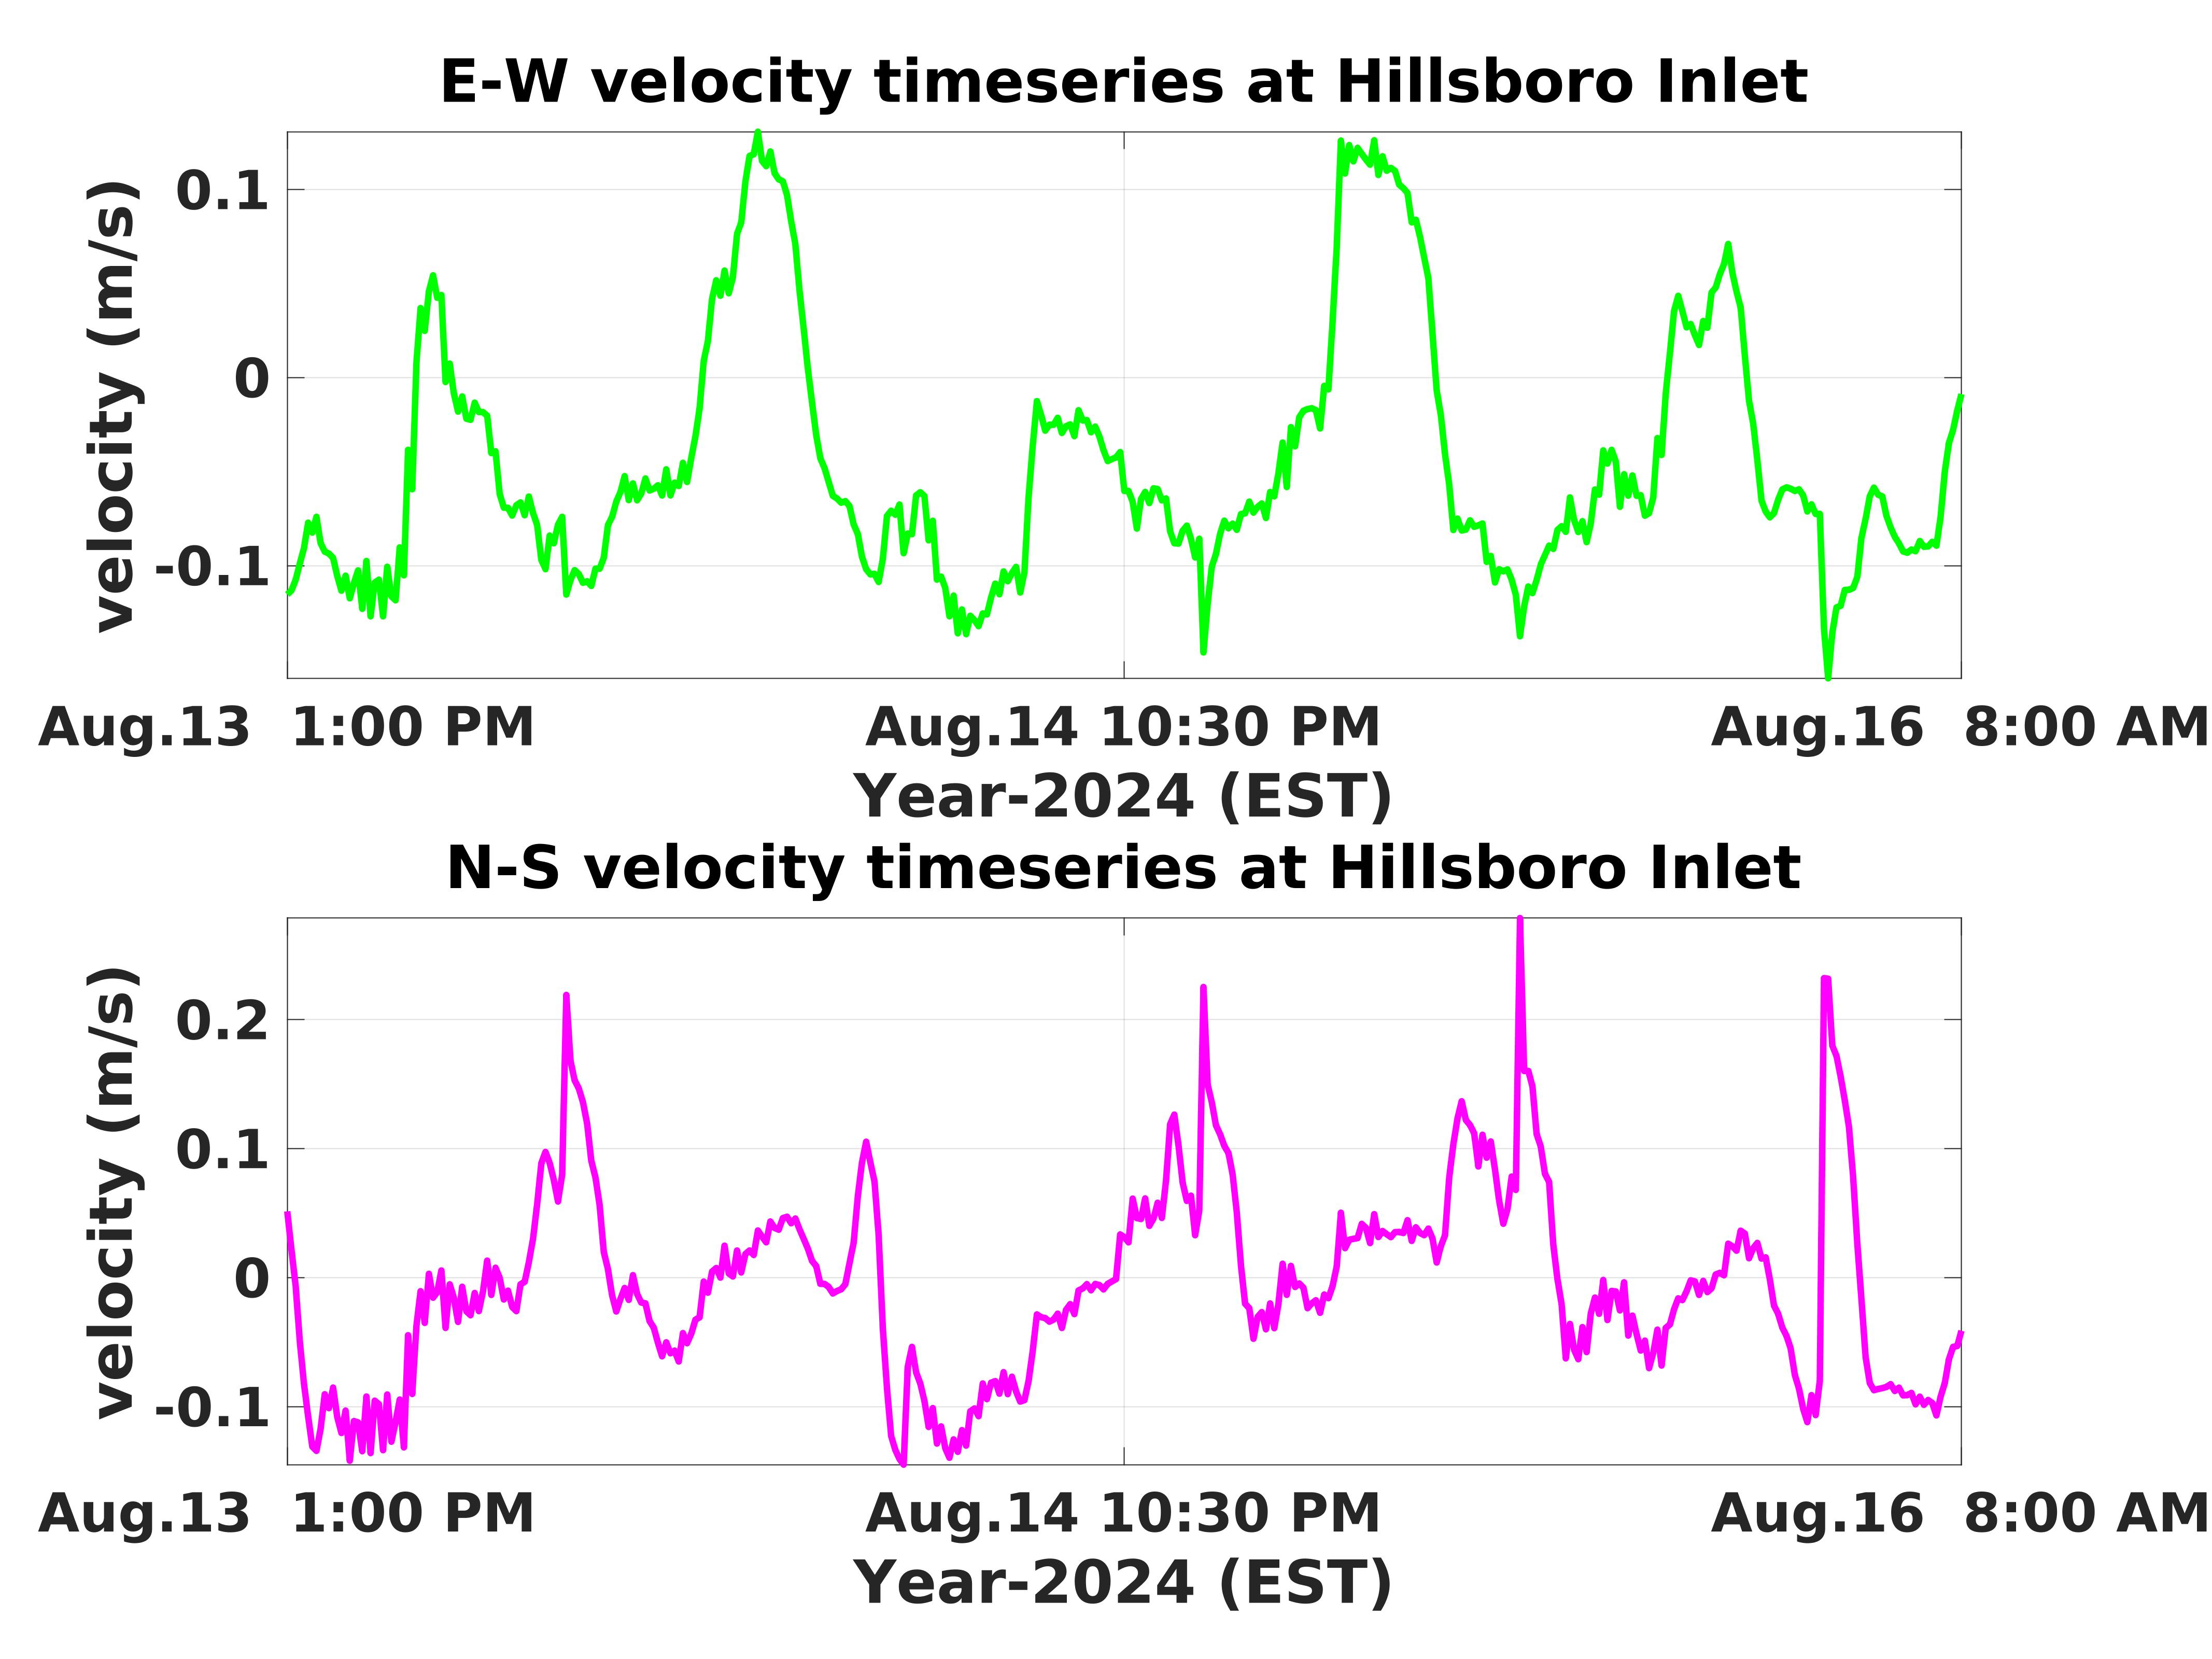 E-W velocity timeseries at Hillsboro Inlet
velocity (m/s)
0.1
0
-0.1
Aug.13  1:00 PM Aug.14 10:30 PM Aug.16  8:00 AM
Year-2024 (EST)
N-S velocity timeseries at Hillsboro Inlet
velocity (m/s)
0.2
0.1
0
-0.1
Aug.13  1:00 PM Aug.14 10:30 PM Aug.16  8:00 AM
Year-2024 (EST)